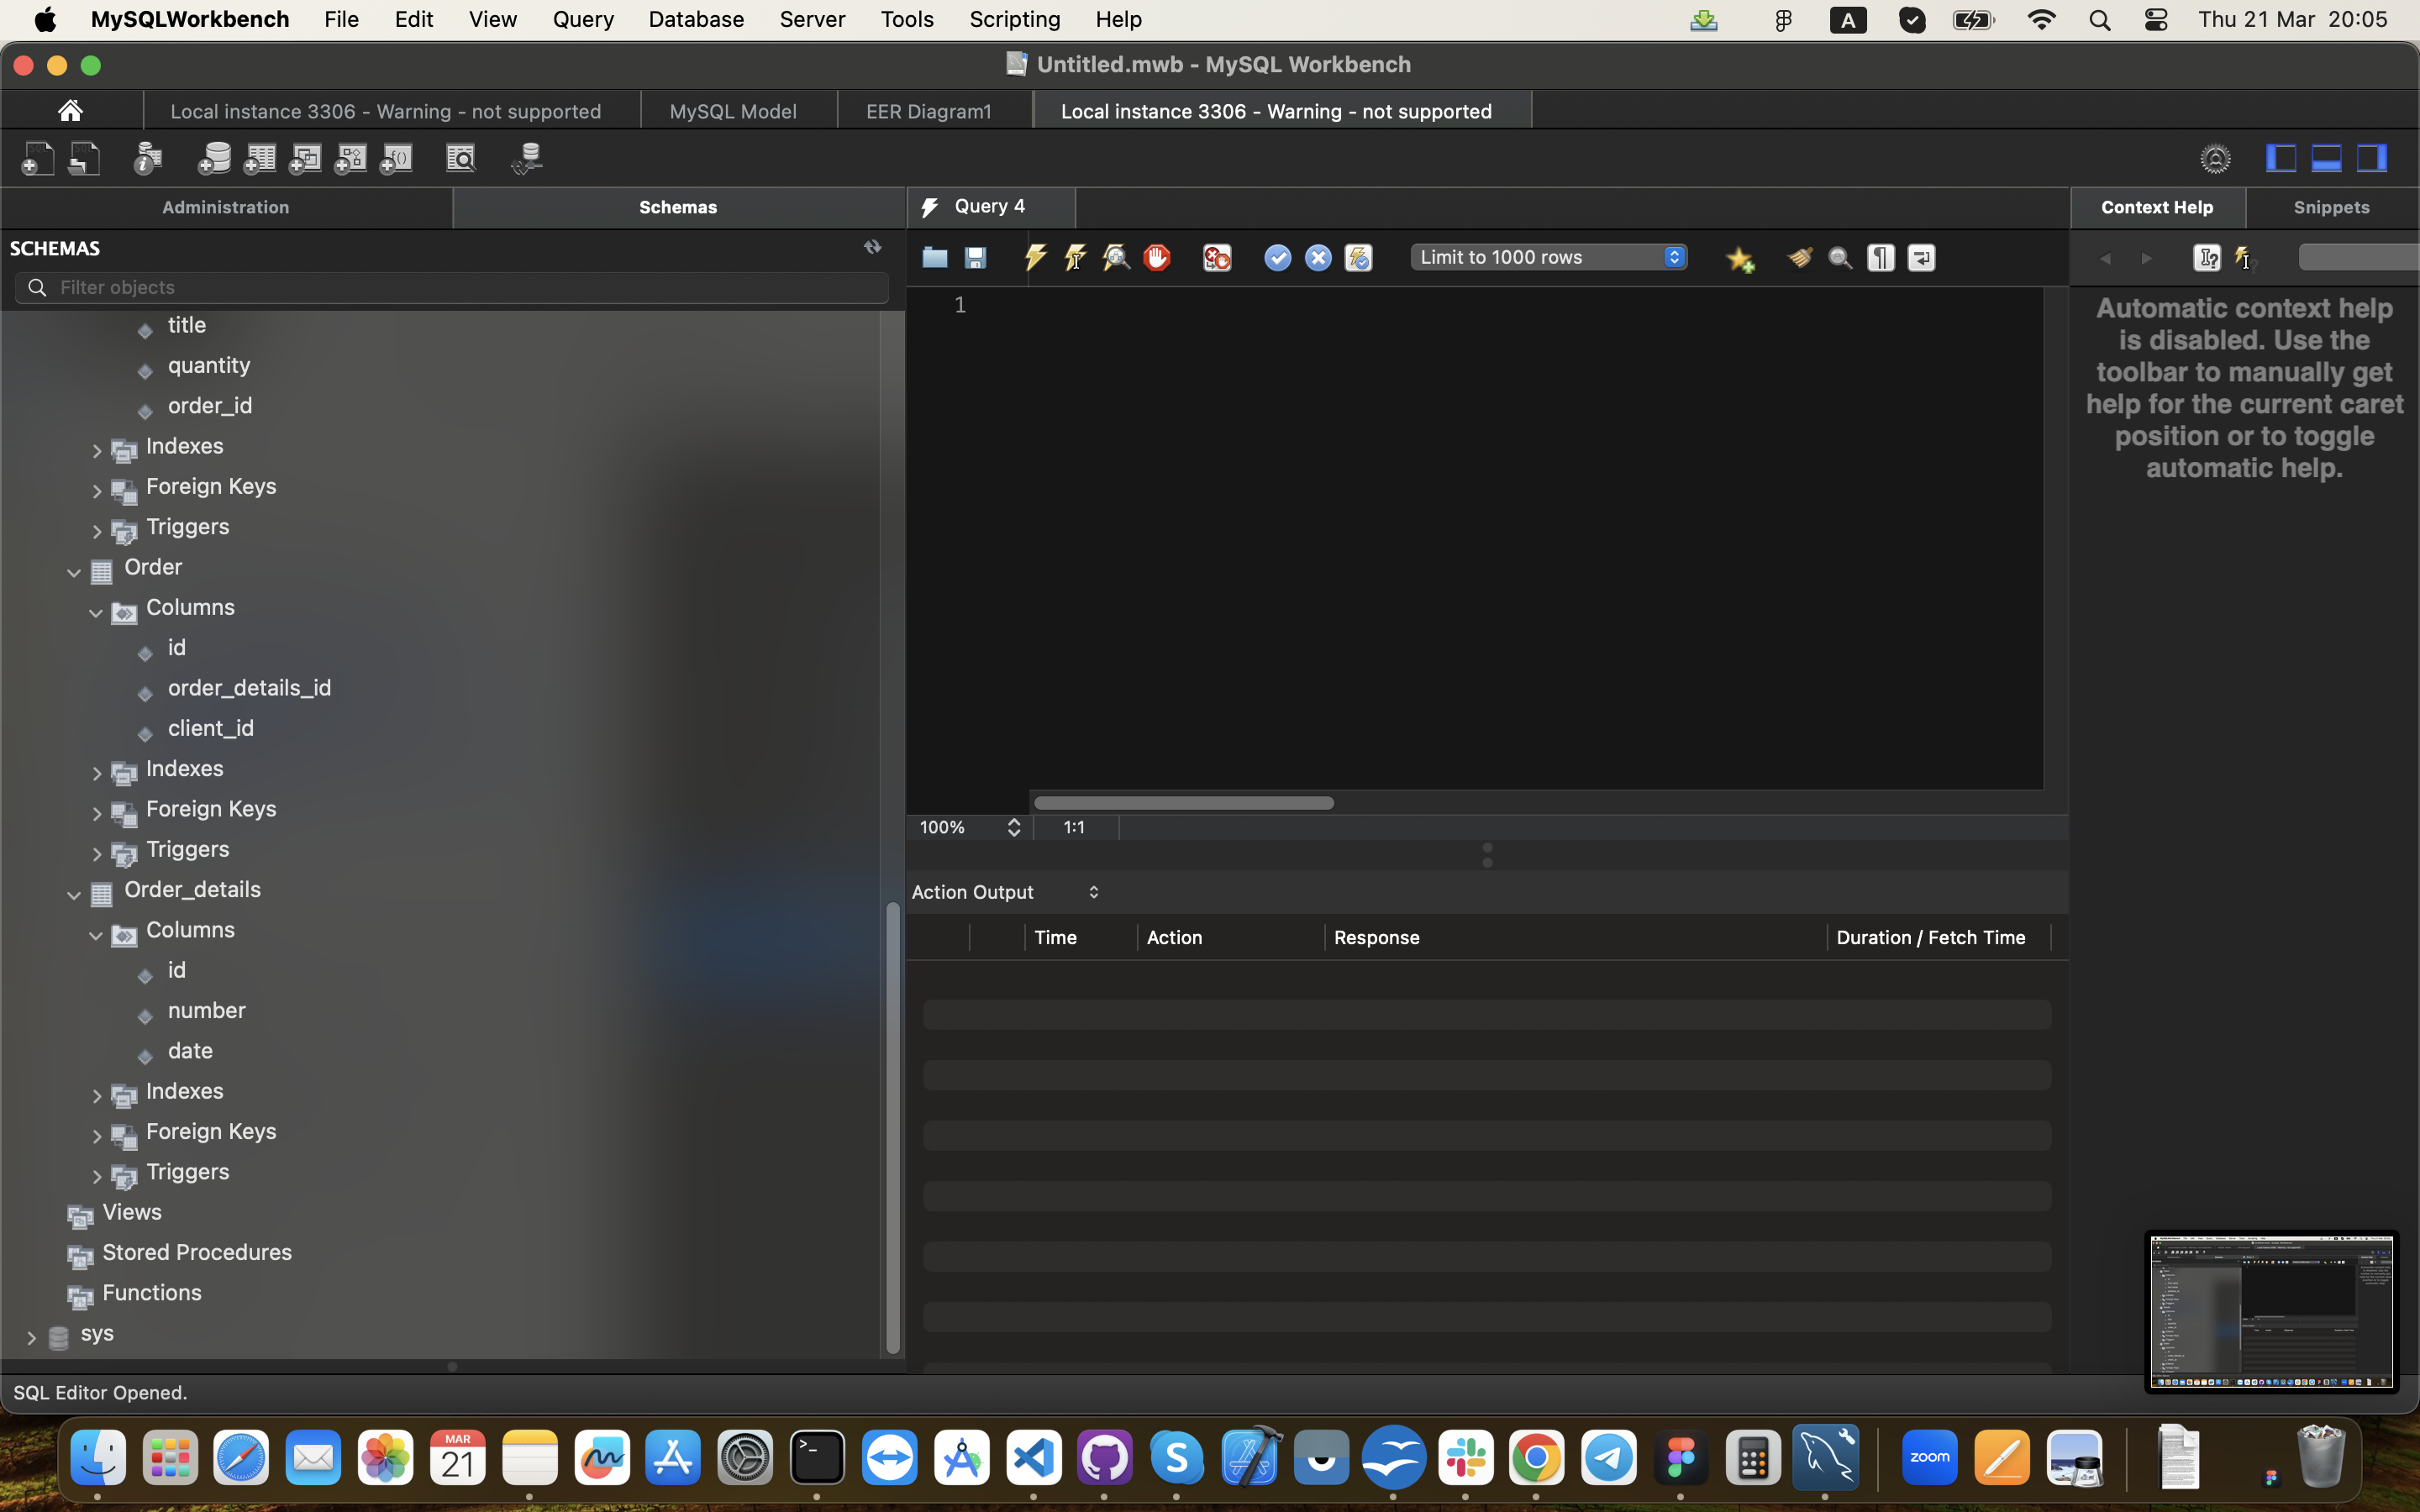 MySQLWorkbench File Edit View Query Database Server Tools Scripting Help A Thu 21 Mar 20:05
Untitled.mwb - MySQL Workbench
Local instance 3306 - Warning - not supported MySQL Model EER Diagram1 Local instance 3306 - Warning - not supported
Administration Schemas Query 4 Context Help Snippets
SCHEMAS
Limit to 1000 rows
Filter objects
1
Automatic context help
is disabled. Use the
toolbar to manually get
help for the current caret
position or to toggle
automatic help.
title
quantity
order_id
Indexes
Foreign Keys
Triggers
Order
Columns
id
order_details_id
client_id
Indexes
Foreign Keys
Triggers
Order_details
Columns
id
number
date
Indexes
Foreign Keys
Triggers
Views
Stored Procedures
Functions
sys
100% 1:1
Action Output
Time Action Response Duration / Fetch Time
SQL Editor Opened.
MAR
21
zoom